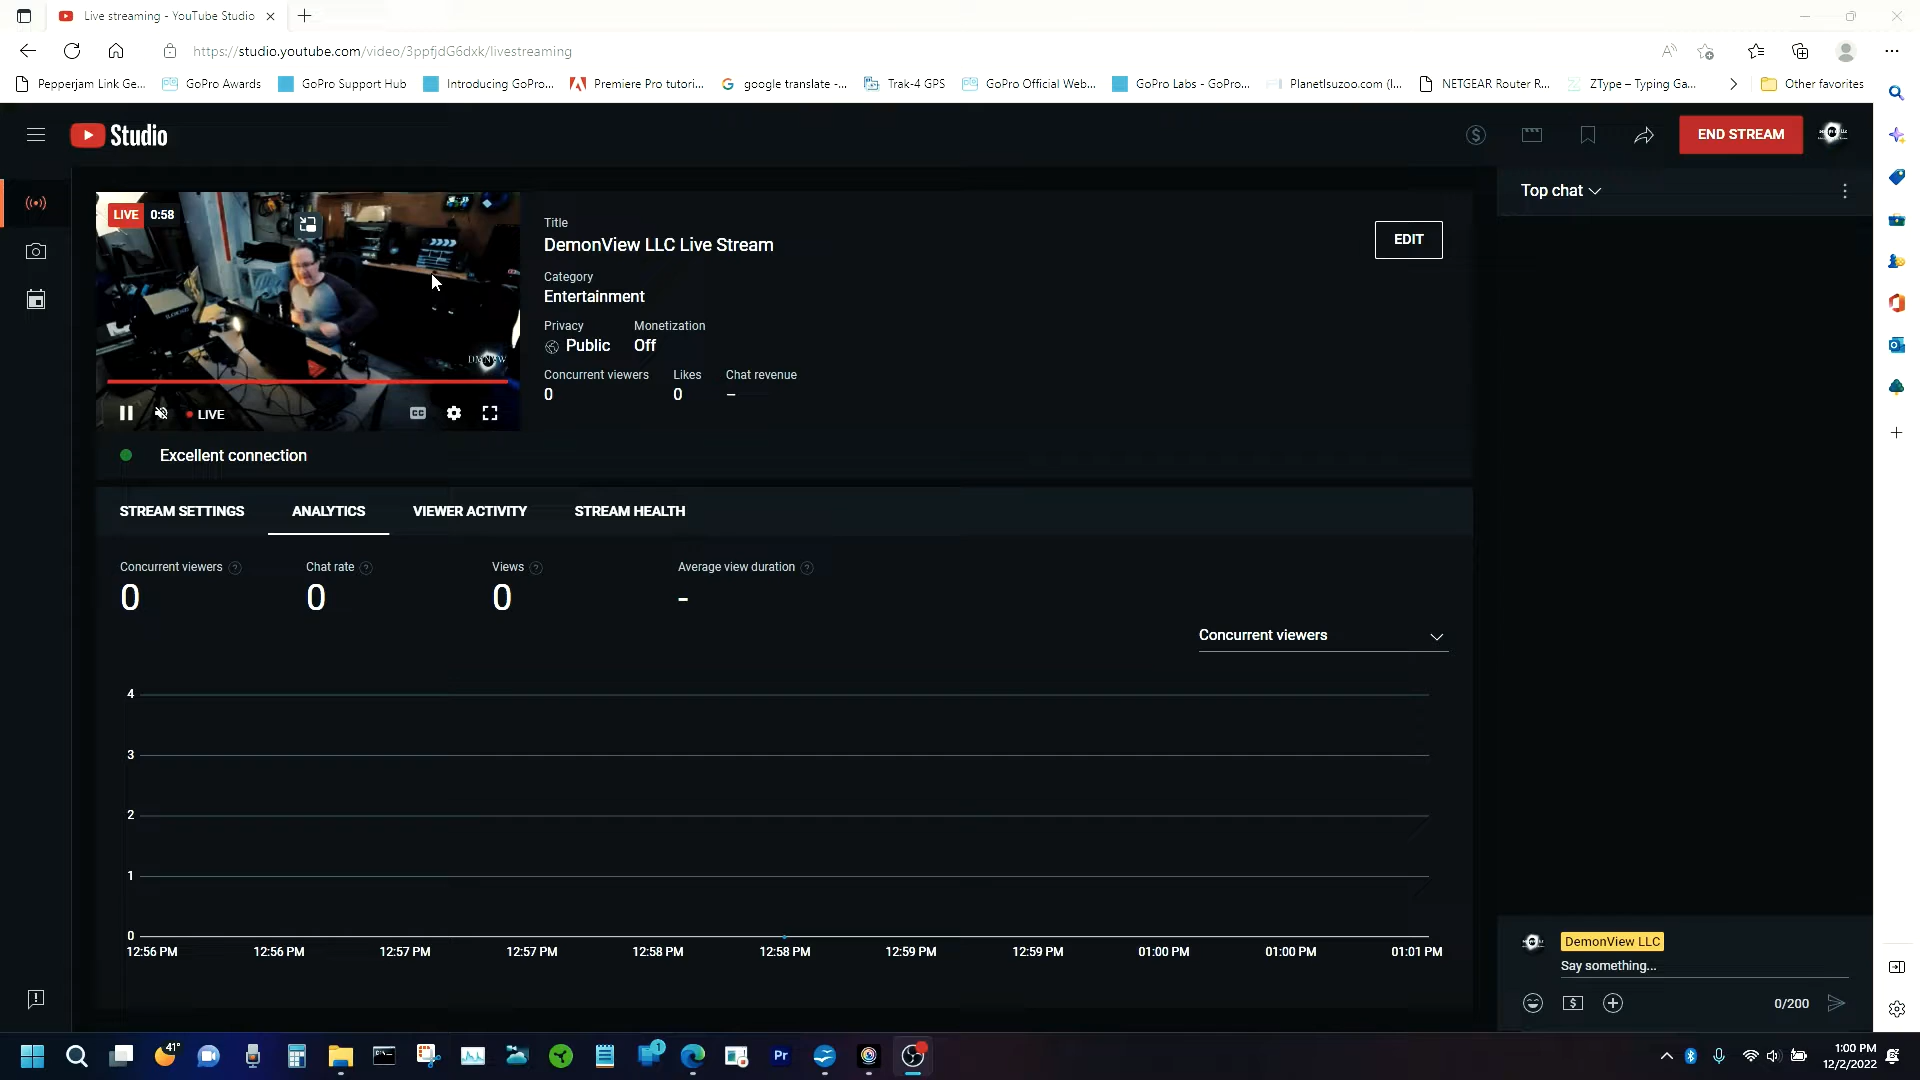 Live streaming - YouTube Studio
https://studio.youtube.com/video/3ppfjdG6dxk/livestreaming
Pepperjam Link Ge... GoPro Awards GoPro Support Hub Introducing GoPro... Premiere Pro tutori... google translate -... Trak-4 GPS GoPro Official Web... GoPro Labs - GoPro... PlanetIsuzoo.com (I... NETGEAR Router R... ZType – Typing Ga... Other favorites
Studio
END STREAM
LIVE 0:58
LIVE
CC
Title
DemonView LLC Live Stream
EDIT
Category
Entertainment
Privacy Monetization
Public Off
Concurrent viewers Likes Chat revenue
0 0 –
Top chat
Excellent connection
STREAM SETTINGS ANALYTICS VIEWER ACTIVITY STREAM HEALTH
Concurrent viewers Chat rate Views Average view duration
0 0 0 -
Concurrent viewers
4
3
2
1
0
12:56 PM 12:56 PM 12:57 PM 12:57 PM 12:58 PM 12:58 PM 12:59 PM 12:59 PM 01:00 PM 01:00 PM 01:01 PM
DemonView LLC
Say something...
0/200
41°
Pr
1
1:00 PM
12/2/2022